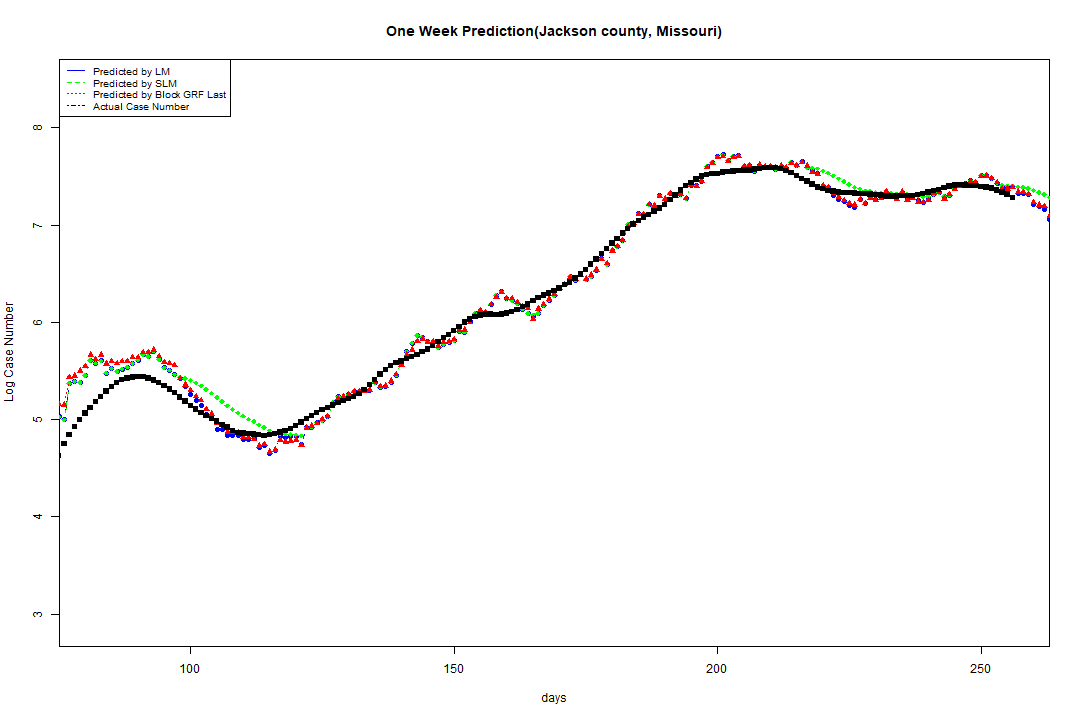 One Week Prediction(Jackson county, Missouri)
Predicted by LM
Predicted by SLM
Predicted by Block GRF Last
Actual Case Number
8
7
6
5
4
3
Log Case Number
100 150 200 250
days